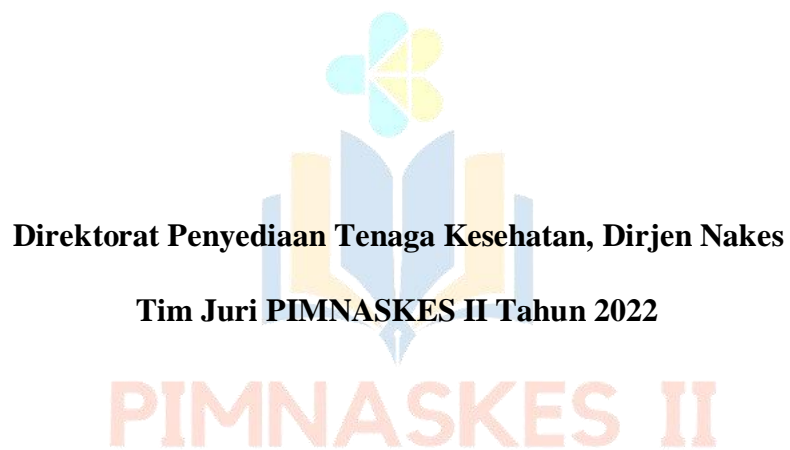 Direktorat Penyediaan Tenaga Kesehatan, Dirjen Nakes
Tim Juri PIMNASKES II Tahun 2022
PIMNASKES II